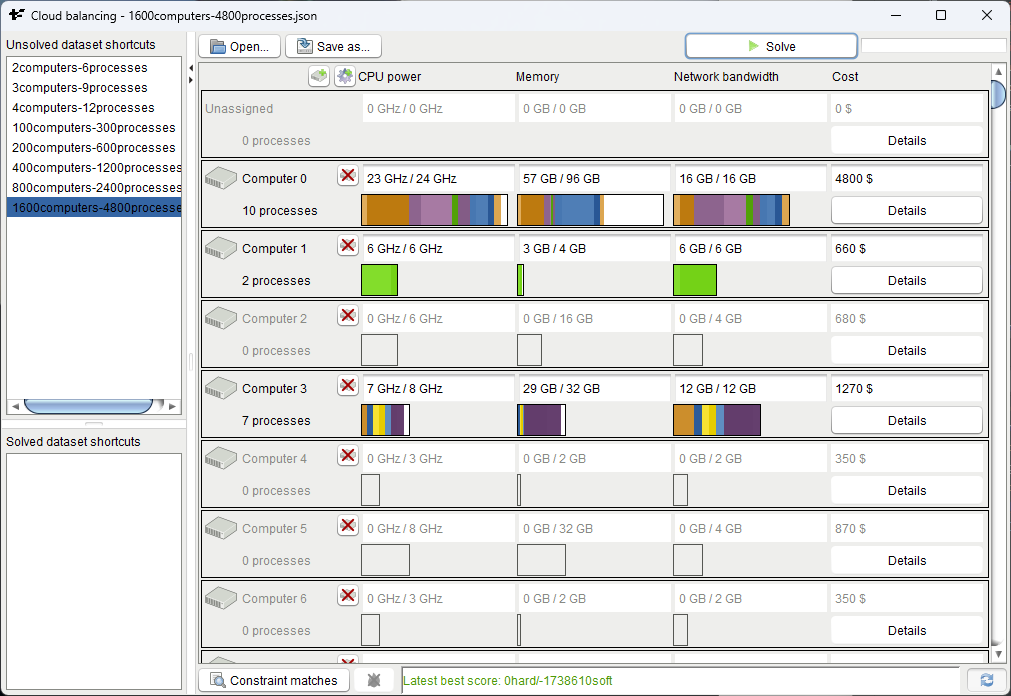 Cloud balancing - 1600computers-4800processes.json
Unsolved dataset shortcuts
2computers-6processes
3computers-9processes
4computers-12processes
100computers-300processes
200computers-600processes
400computers-1200processes
800computers-2400processes
1600computers-4800processe
Solved dataset shortcuts
Open...
Save as...
Solve
CPU power
Memory
Network bandwidth
Cost
Unassigned
0 GHz / 0 GHz
0 GB / 0 GB
0 GB / 0 GB
0 $
0 processes
Details
Computer 0
23 GHz / 24 GHz
57 GB / 96 GB
16 GB / 16 GB
4800 $
10 processes
Details
Computer 1
6 GHz / 6 GHz
3 GB / 4 GB
6 GB / 6 GB
660 $
2 processes
Details
Computer 2
0 GHz / 6 GHz
0 GB / 16 GB
0 GB / 4 GB
680 $
0 processes
Details
Computer 3
7 GHz / 8 GHz
29 GB / 32 GB
12 GB / 12 GB
1270 $
7 processes
Details
Computer 4
0 GHz / 3 GHz
0 GB / 2 GB
0 GB / 2 GB
350 $
0 processes
Details
Computer 5
0 GHz / 8 GHz
0 GB / 32 GB
0 GB / 4 GB
870 $
0 processes
Details
Computer 6
0 GHz / 3 GHz
0 GB / 2 GB
0 GB / 2 GB
350 $
0 processes
Details
Constraint matches
Latest best score: 0hard/-1738610soft